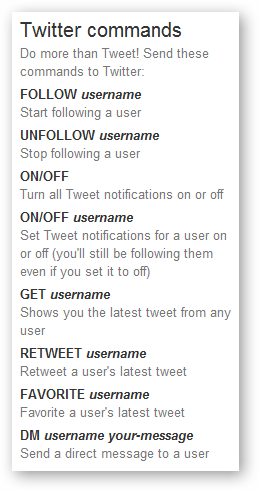 Twitter commands
Do more than Tweet! Send these
commands to Twitter:
FOLLOW username
Start following a user
UNFOLLOW username
Stop following a user
ON/OFF
Turn all Tweet notifications on or off
ON/OFF username
Set Tweet notifications for a user on
or off (you'll still be following them
even if you set it to off)
GET username
Shows you the latest tweet from any
user
RETWEET username
Retweet a user's latest tweet
FAVORITE username
Favorite a user's latest tweet
DM username your-message
Send a direct message to a user